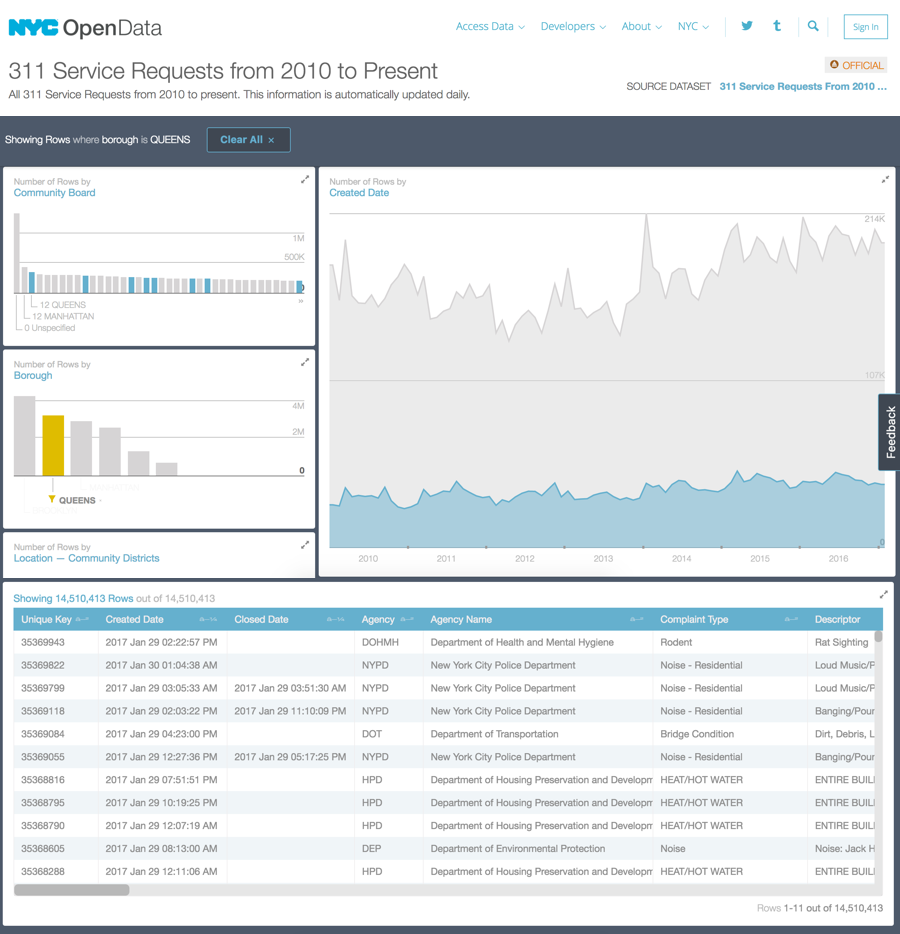 NYC OpenData
Access Data Developers About NYC Sign In
311 Service Requests from 2010 to Present
All 311 Service Requests from 2010 to present. This information is automatically updated daily.
OFFICIAL
SOURCE DATASET 311 Service Requests From 2010 ...
Showing Rows where borough is QUEENS Clear All ×
Number of Rows by
Community Board
1M
500K
0
»
12 QUEENS
12 MANHATTAN
0 Unspecified
Number of Rows by
Borough
4M
2M
0
QUEENS -
Number of Rows by
Location — Community Districts
Number of Rows by
Created Date
214K
107K
0
2010 2011 2012 2013 2014 2015 2016
Feedback
Showing 14,510,413 Rows out of 14,510,413
Unique Key Created Date Closed Date Agency Agency Name Complaint Type Descriptor
35369943 2017 Jan 29 02:22:57 PM DOHMH Department of Health and Mental Hygiene Rodent Rat Sighting
35369822 2017 Jan 30 01:04:38 AM NYPD New York City Police Department Noise - Residential Loud Music/P
35369799 2017 Jan 29 03:05:33 AM 2017 Jan 29 03:51:30 AM NYPD New York City Police Department Noise - Residential Loud Music/P
35369118 2017 Jan 29 02:03:22 PM 2017 Jan 29 11:10:09 PM NYPD New York City Police Department Noise - Residential Banging/Pour
35369084 2017 Jan 29 04:23:00 PM DOT Department of Transportation Bridge Condition Dirt, Debris, L
35369055 2017 Jan 29 12:27:36 PM 2017 Jan 29 05:17:25 PM NYPD New York City Police Department Noise - Residential Banging/Pour
35368816 2017 Jan 29 07:51:51 PM HPD Department of Housing Preservation and Developm HEAT/HOT WATER ENTIRE BUIL
35368795 2017 Jan 29 10:19:25 PM HPD Department of Housing Preservation and Developm HEAT/HOT WATER ENTIRE BUIL
35368790 2017 Jan 29 12:07:19 AM HPD Department of Housing Preservation and Developm HEAT/HOT WATER ENTIRE BUIL
35368605 2017 Jan 29 08:13:00 AM DEP Department of Environmental Protection Noise Noise: Jack H
35368288 2017 Jan 29 12:11:06 AM HPD Department of Housing Preservation and Developm HEAT/HOT WATER ENTIRE BUIL
Rows 1-11 out of 14,510,413